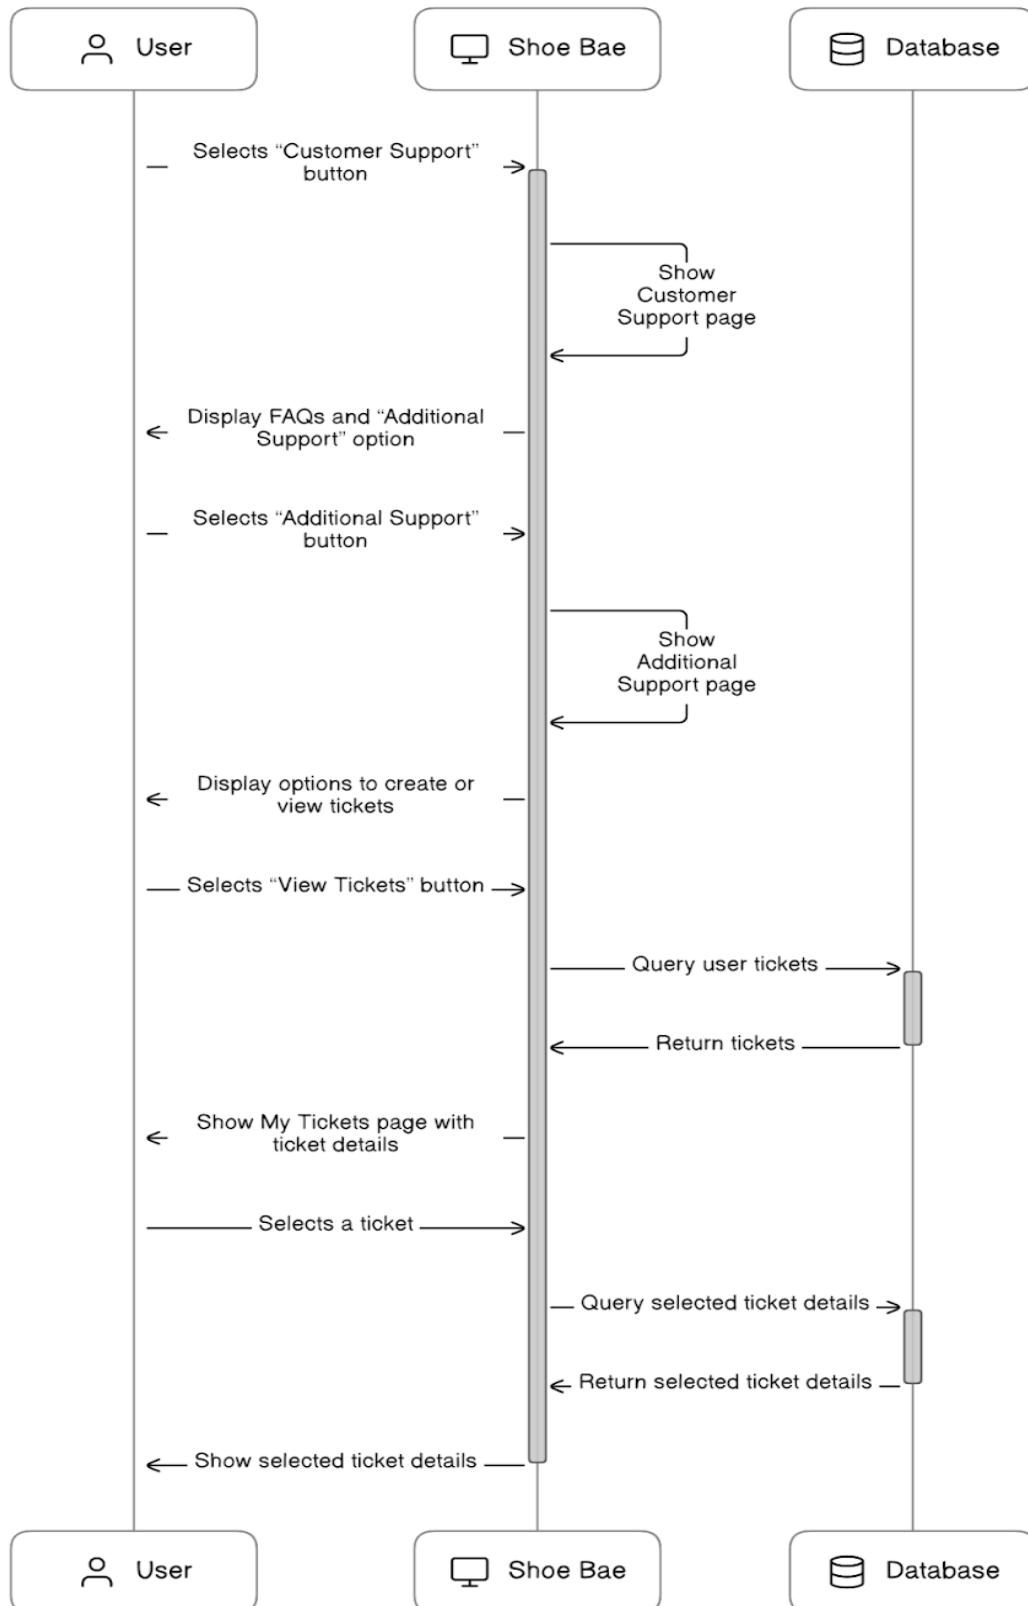 User
Shoe Bae
Database
Selects “Customer Support”
button
Show
Customer
Support page
Display FAQs and “Additional
Support” option
Selects “Additional Support”
button
Show
Additional
Support page
Display options to create or
view tickets
Selects “View Tickets” button
Query user tickets
Return tickets
Show My Tickets page with
ticket details
Selects a ticket
Query selected ticket details
Return selected ticket details
Show selected ticket details
User
Shoe Bae
Database